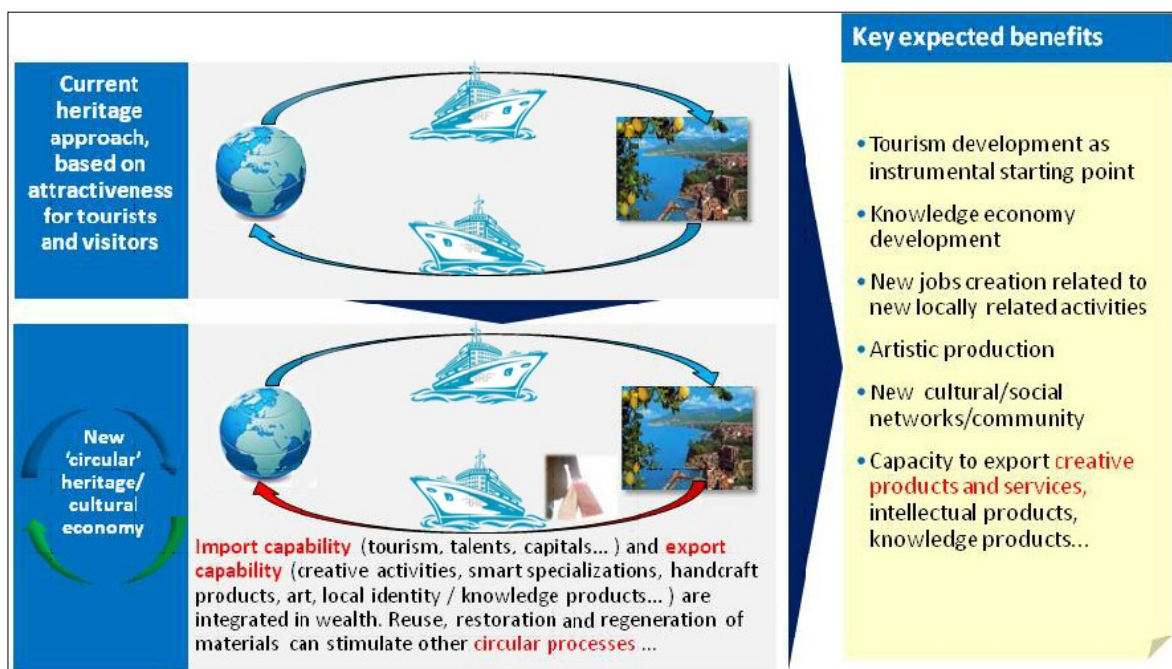 Current
heritage
approach,
based on
attractiveness
for tourists
and visitors
New
'circular'
heritage/
cultural
economy
Import capability (tourism, talents, capitals... ) and export
capability (creative activities, smart specializations, handcraft
products, art, local identity / knowledge products... ) are
integrated in wealth. Reuse, restoration and regeneration of
materials can stimulate other circular processes ...
Key expected benefits
• Tourism development as
instrumental starting point
• Knowledge economy
development
• New jobs creation related to
new locally related activities
• Artistic production
• New cultural/social
networks/community
• Capacity to export creative
products and services,
intellectual products,
knowledge products...